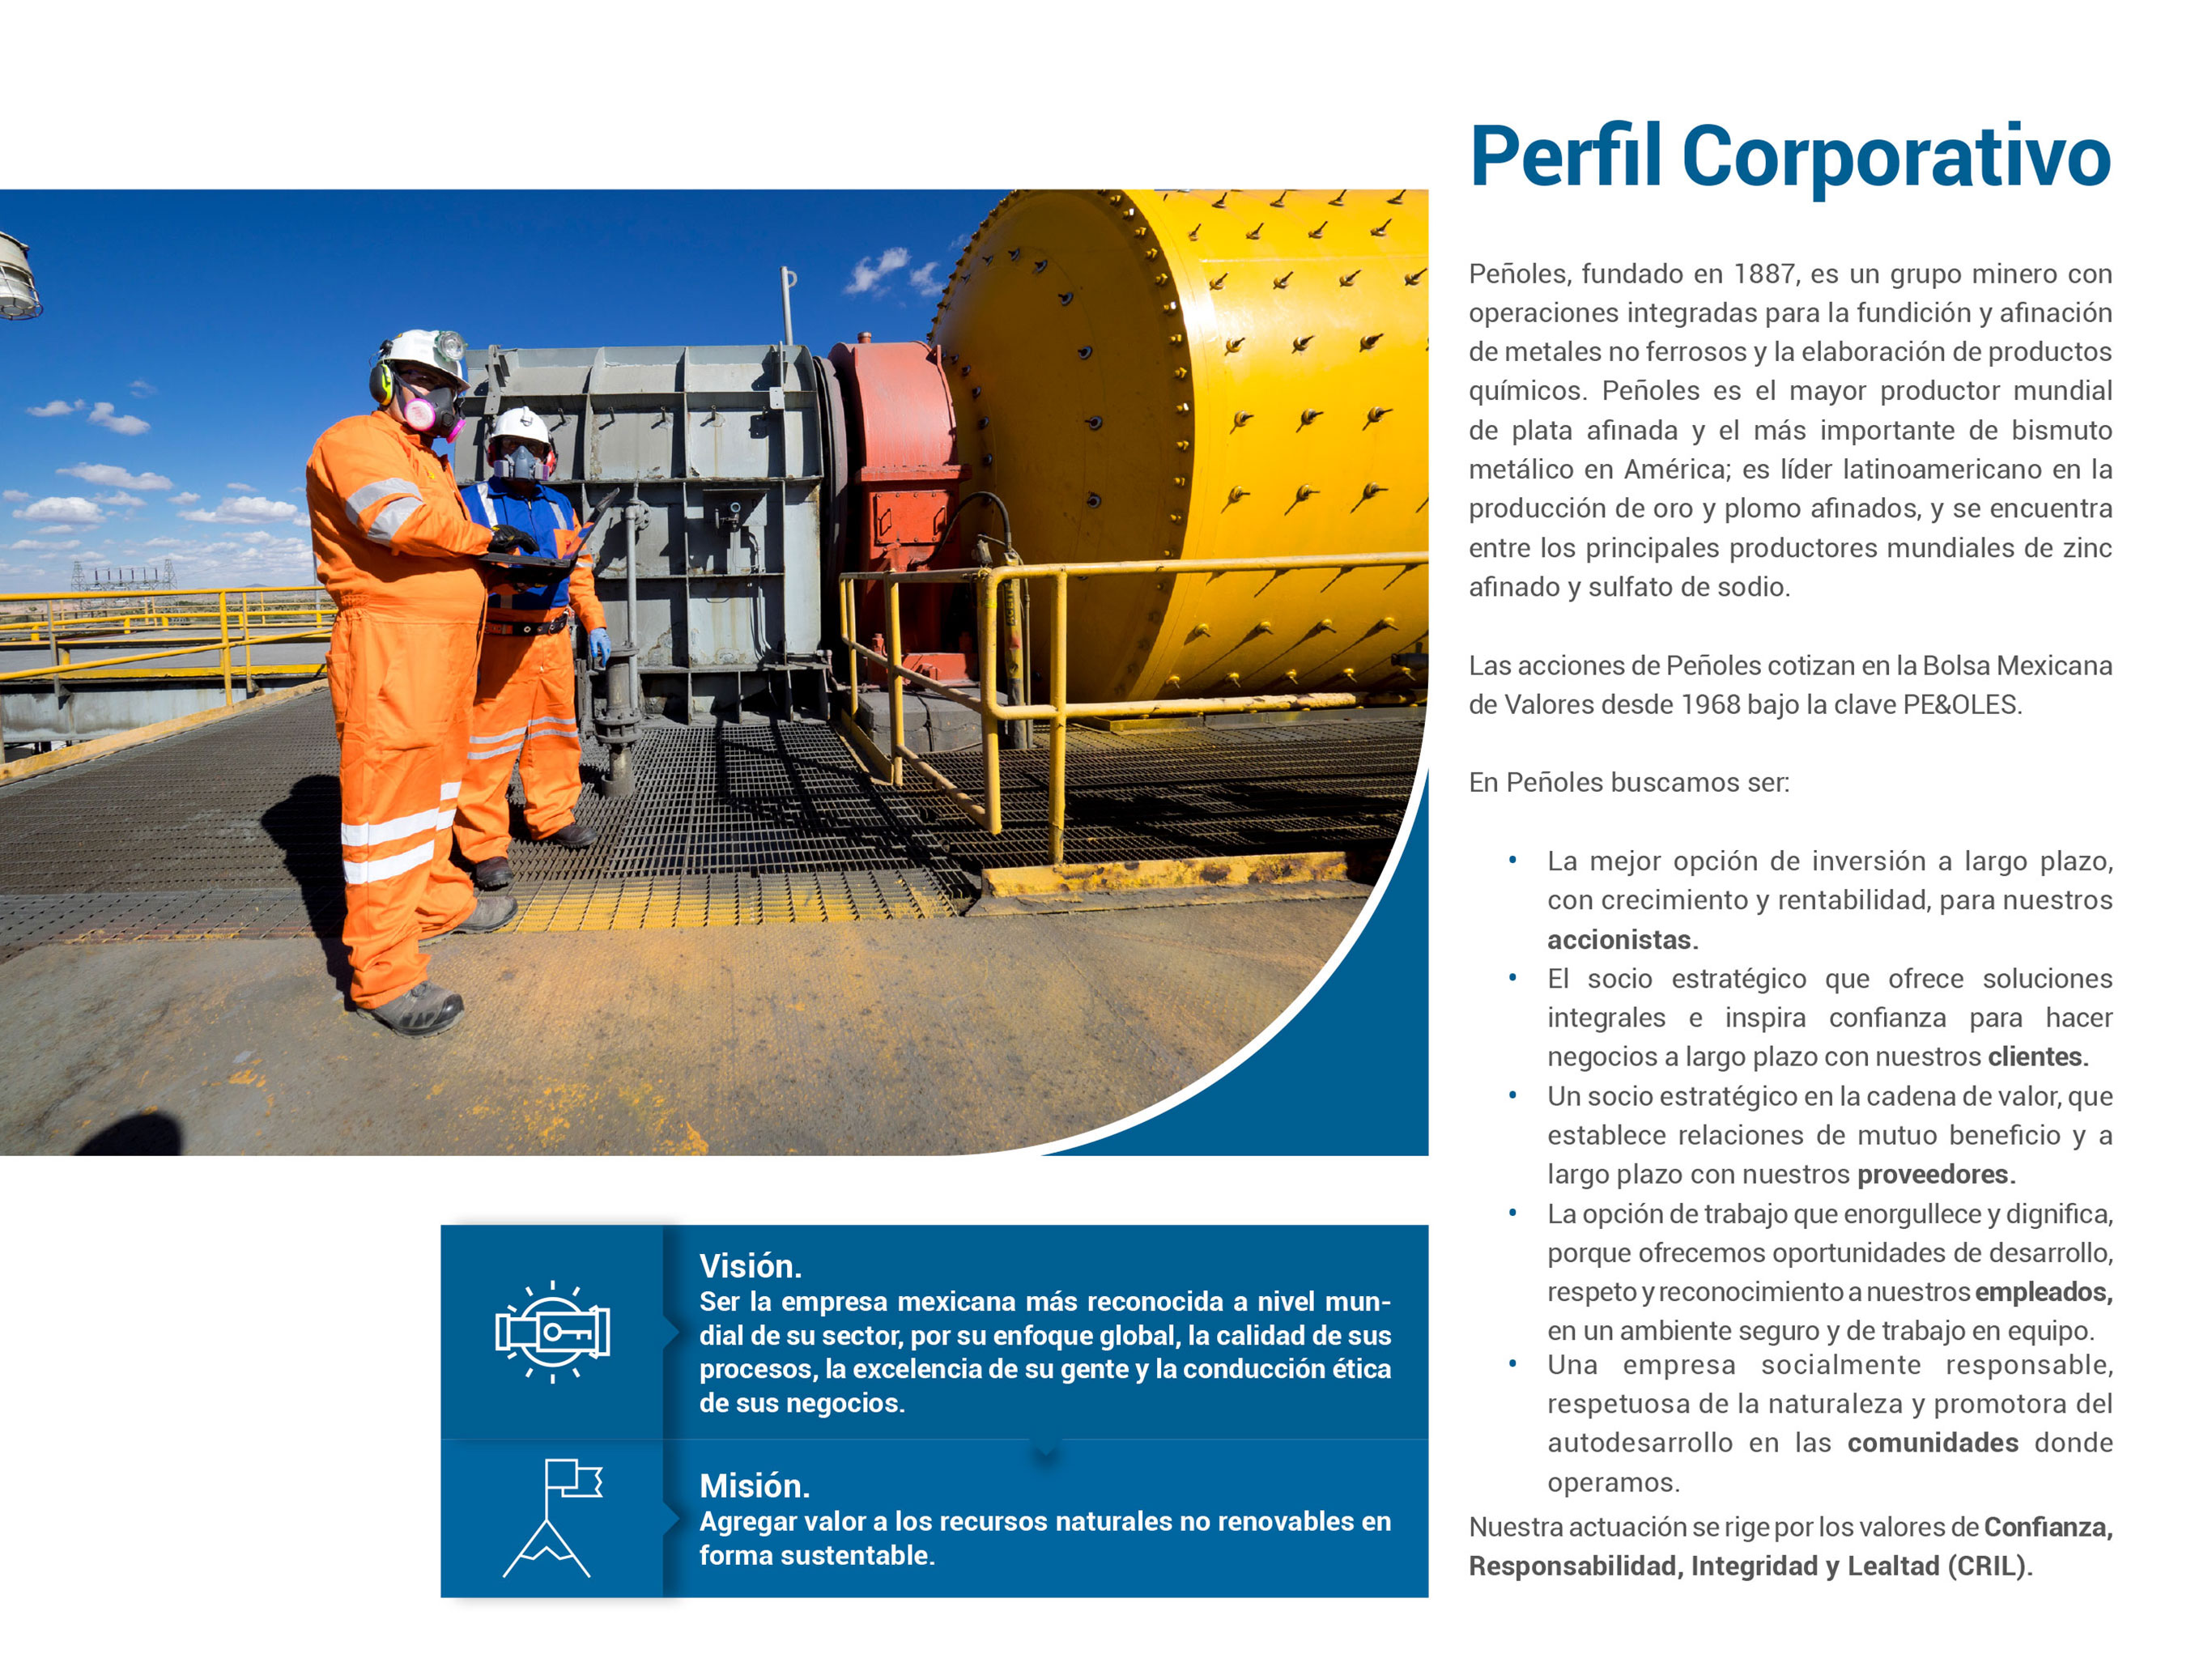 Perfil Corporativo
Peñoles, fundado en 1887, es un grupo minero con
operaciones integradas para la fundición y afinación
de metales no ferrosos y la elaboración de productos
químicos. Peñoles es el mayor productor mundial
de plata afinada y el más importante de bismuto
metálico en América; es líder latinoamericano en la
producción de oro y plomo afinados, y se encuentra
entre los principales productores mundiales de zinc
afinado y sulfato de sodio.
Las acciones de Peñoles cotizan en la Bolsa Mexicana
de Valores desde 1968 bajo la clave PE&OLES.
En Peñoles buscamos ser:
• La mejor opción de inversión a largo plazo,
con crecimiento y rentabilidad, para nuestros
accionistas.
• El socio estratégico que ofrece soluciones
integrales e inspira confianza para hacer
negocios a largo plazo con nuestros clientes.
• Un socio estratégico en la cadena de valor, que
establece relaciones de mutuo beneficio y a
largo plazo con nuestros proveedores.
• La opción de trabajo que enorgullece y dignifica,
porque ofrecemos oportunidades de desarrollo,
respeto y reconocimiento a nuestros empleados,
en un ambiente seguro y de trabajo en equipo.
• Una empresa socialmente responsable,
respetuosa de la naturaleza y promotora del
autodesarrollo en las comunidades donde
operamos.
Nuestra actuación se rige por los valores de Confianza,
Responsabilidad, Integridad y Lealtad (CRIL).
Visión.
Ser la empresa mexicana más reconocida a nivel mun-
dial de su sector, por su enfoque global, la calidad de sus
procesos, la excelencia de su gente y la conducción ética
de sus negocios.
Misión.
Agregar valor a los recursos naturales no renovables en
forma sustentable.